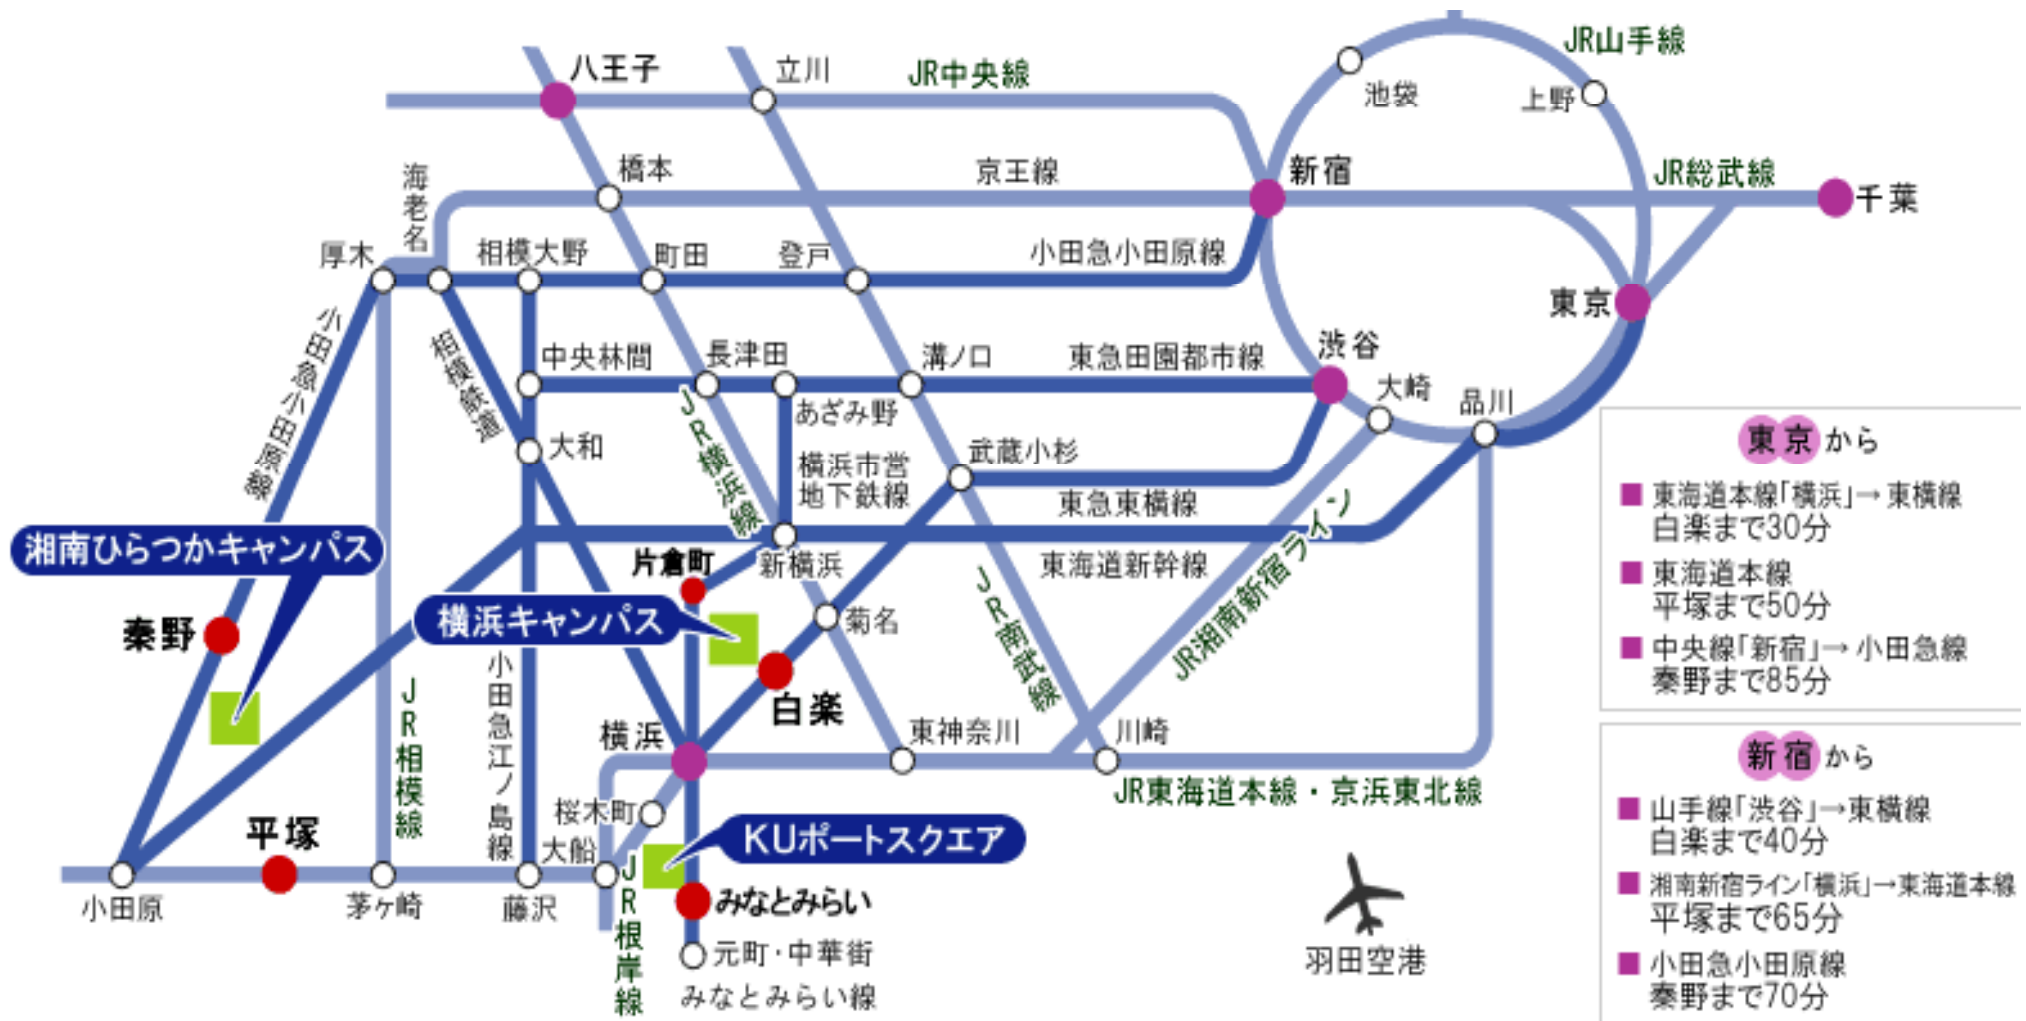 JR山手線
八王子
立川
JR中央線
池袋
上野
橋本
京王線
新宿
JR総武線
千葉
海老名
厚木
相模大野
町田
登戸
小田急小田原線
東京
小田急小田原線
相模鉄道
中央林間
長津田
溝ノ口
東急田園都市線
渋谷
大崎
品川
あざみ野
JR横浜線
大和
横浜市営
地下鉄線
武蔵小杉
東急東横線
湘南ひらつかキャンパス
片倉町
新横浜
東海道新幹線
JR湘南新宿ライン
JR南武線
秦野
横浜キャンパス
菊名
白楽
小田急江ノ島線
JR相模線
横浜
東神奈川
川崎
JR東海道本線・京浜東北線
桜木町
平塚
大船
KUポートスクエア
小田原
茅ヶ崎
藤沢
JR根岸線
みなとみらい
元町・中華街
みなとみらい線
羽田空港
東京から
■ 東海道本線「横浜」→ 東横線
白楽まで30分
■ 東海道本線
平塚まで50分
■ 中央線「新宿」→ 小田急線
秦野まで85分
新宿から
■ 山手線「渋谷」→東横線
白楽まで40分
■ 湘南新宿ライン「横浜」→東海道本線
平塚まで65分
■ 小田急小田原線
秦野まで70分